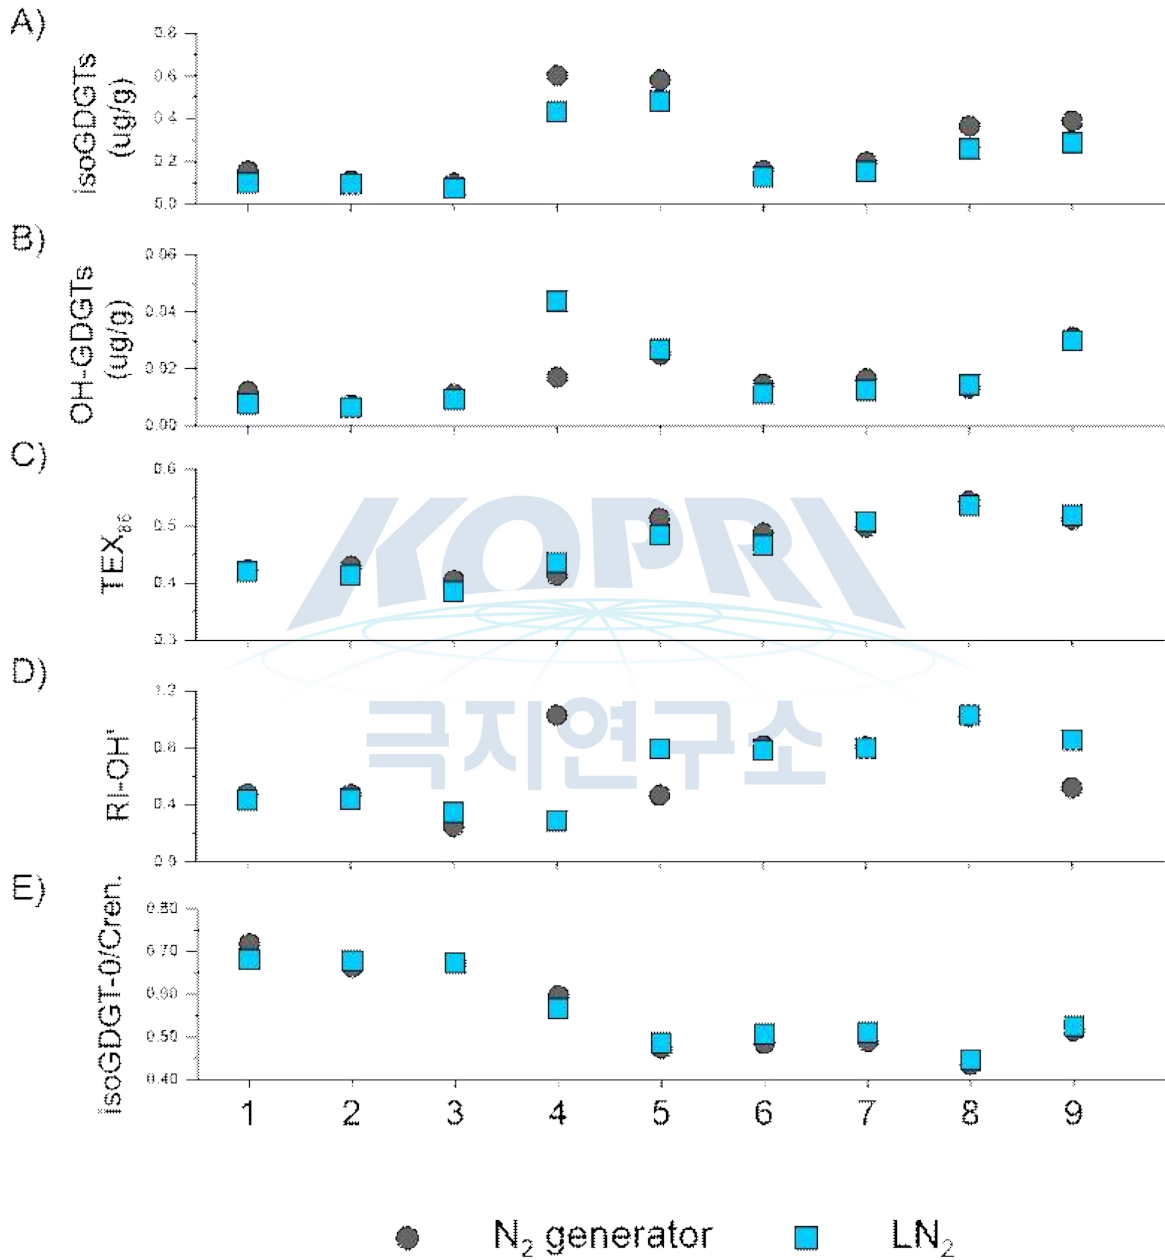 A)
isoGDGTs
(ug/g)
0.8
0.6
0.4
0.2
0.0
B)
OH-GDGTs
(ug/g)
0.06
0.04
0.02
0.00
C)
TEX86
0.6
0.5
0.4
0.3
KOPRI
D)
RI-OH'
1.2
0.8
0.4
0.0
극지연구소
E)
isoGDGT-0/Cren.
0.80
0.70
0.60
0.50
0.40
1 2 3 4 5 6 7 8 9
N2 generator LN2